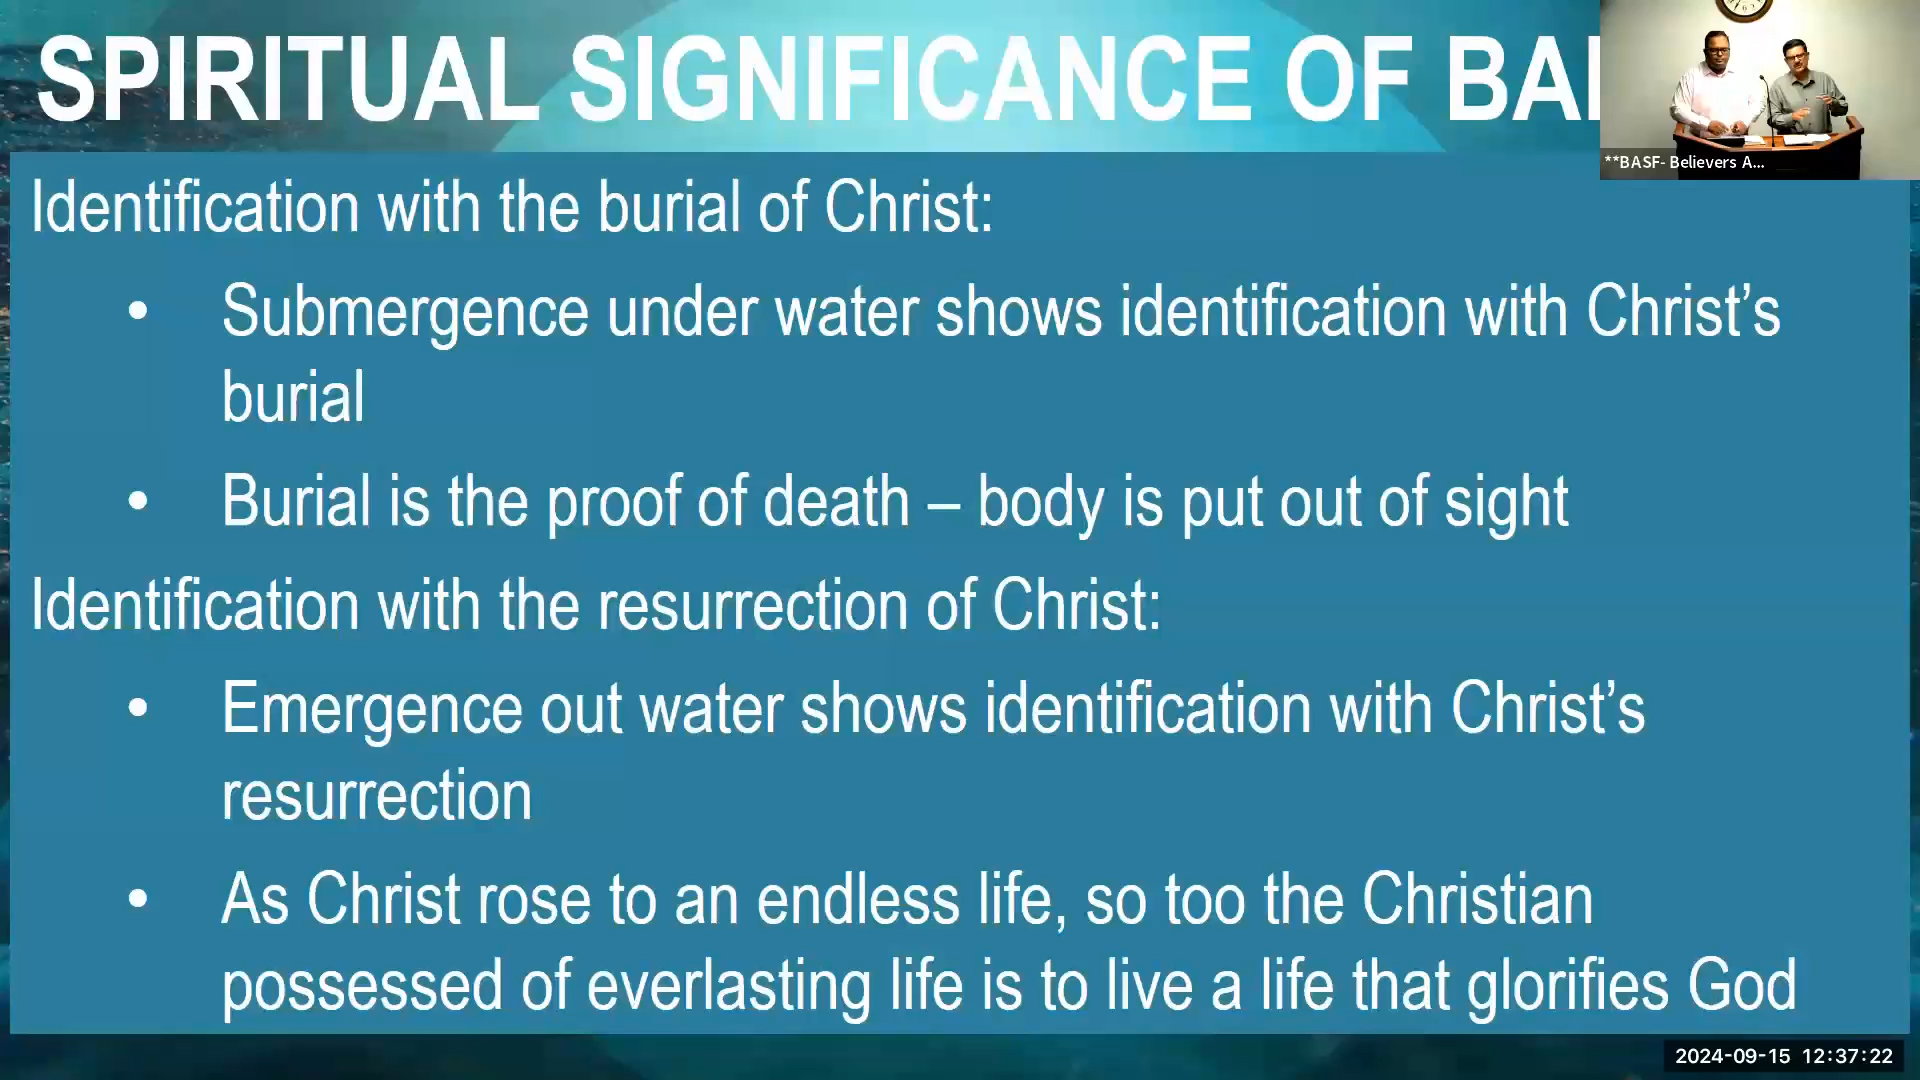 SPIRITUAL SIGNIFICANCE OF
**BASF- Believers A...
Identification with the burial of Christ:
• Submergence under water shows identification with Christ’s
burial
• Burial is the proof of death – body is put out of sight
Identification with the resurrection of Christ:
• Emergence out water shows identification with Christ’s
resurrection
• As Christ rose to an endless life, so too the Christian
possessed of everlasting life is to live a life that glorifies God
2024-09-15 12:37:22